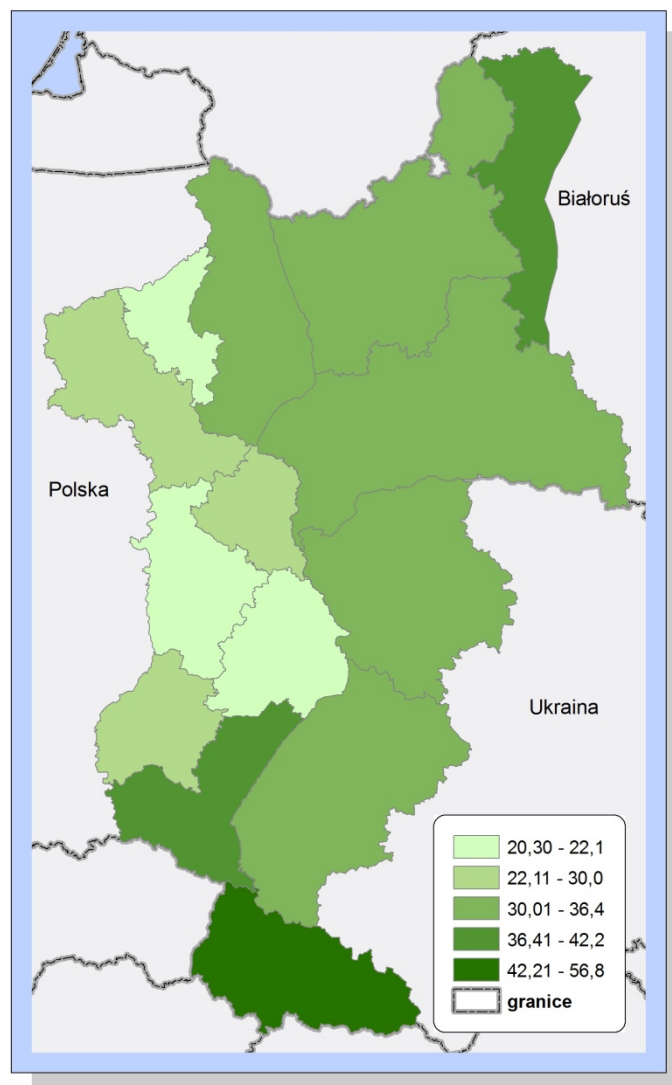 Białoruś
Polska
Ukraina
20,30 - 22,1
22,11 - 30,0
30,01 - 36,4
36,41 - 42,2
42,21 - 56,8
granice